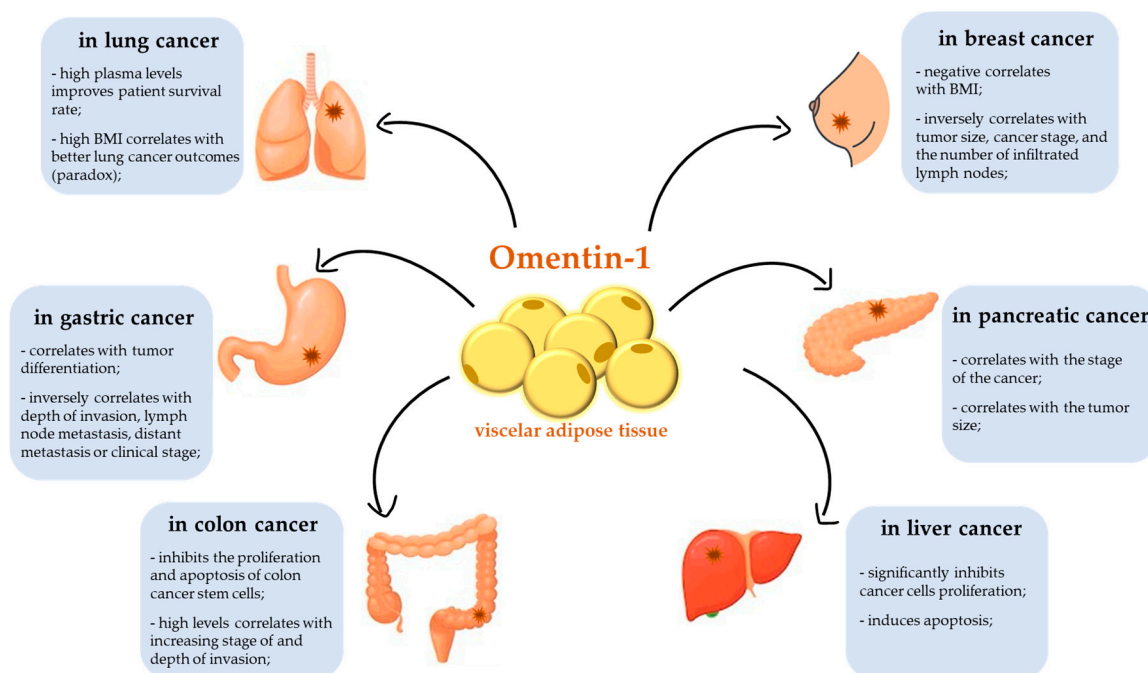 in lung cancer
- high plasma levels
improves patient survival
rate;
- high BMI correlates with
better lung cancer outcomes
(paradox);
in breast cancer
- negative correlates
with BMI;
- inversely correlates with
tumor size, cancer stage, and
the number of infiltrated
lymph nodes;
Omentin-1
viscelar adipose tissue
in gastric cancer
- correlates with tumor
differentiation;
- inversely correlates with
depth of invasion, lymph
node metastasis, distant
metastasis or clinical stage;
in pancreatic cancer
- correlates with the stage
of the cancer;
- correlates with the tumor
size;
in colon cancer
- inhibits the proliferation
and apoptosis of colon
cancer stem cells;
- high levels correlates with
increasing stage of and
depth of invasion;
in liver cancer
- significantly inhibits
cancer cells proliferation;
- induces apoptosis;